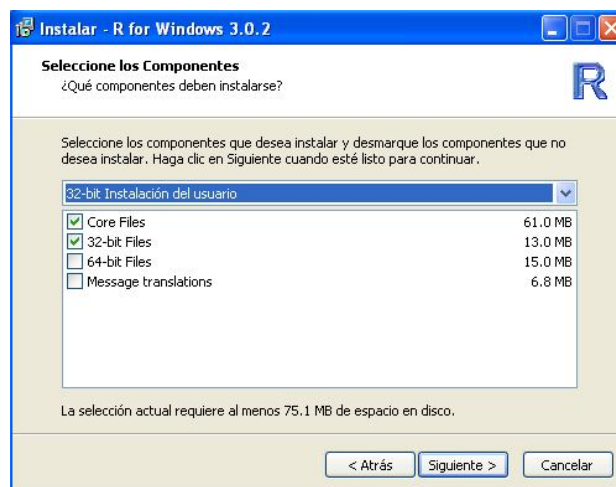 Instalar - R for Windows 3.0.2
Seleccione los Componentes
¿Qué componentes deben instalarse?
R
Seleccione los componentes que desea instalar y desmarque los componentes que no
desea instalar. Haga clic en Siguiente cuando esté listo para continuar.
32-bit Instalación del usuario
Core Files 61.0 MB
32-bit Files 13.0 MB
64-bit Files 15.0 MB
Message translations 6.8 MB
La selección actual requiere al menos 75.1 MB de espacio en disco.
< Atrás Siguiente > Cancelar